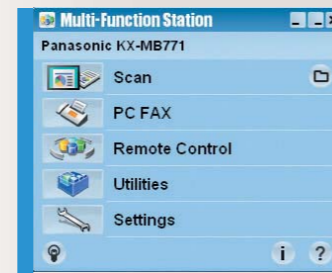 Multi-Function Station
Panasonic KX-MB771
Scan
PC FAX
Remote Control
Utilities
Settings
i ?